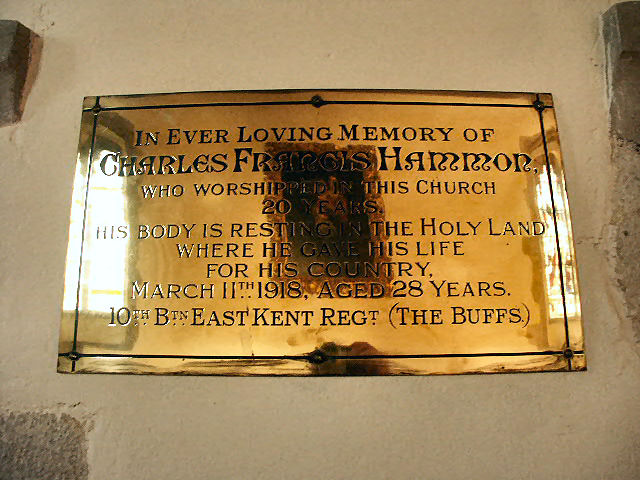 IN EVER LOVING MEMORY OF
CHARLES FRANCIS HAMMON,
WHO WORSHIPPED IN THIS CHURCH
20 YEARS.
HIS BODY IS RESTING IN THE HOLY LAND
WHERE HE GAVE HIS LIFE
FOR HIS COUNTRY,
MARCH 11TH 1918, AGED 28 YEARS.
10TH BTN EAST KENT REGT (THE BUFFS.)